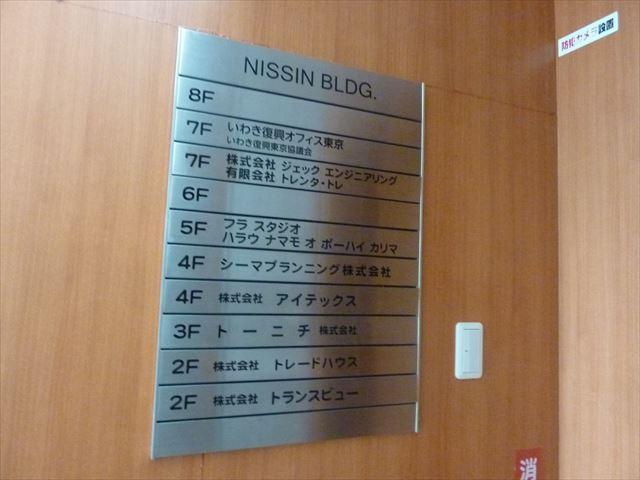 NISSIN BLDG.
8F
7F いわき復興オフィス東京
いわき復興東京協議会
7F 株式会社 ジェック エンジニアリング
有限会社 トレンタ・トレ
6F
5F フラ スタジオ
ハラウ ナマモ オ ポーハイ カリマ
4F シーマプランニング株式会社
4F 株式会社 アイテックス
3F トーニチ 株式会社
2F 株式会社 トレードハウス
2F 株式会社 トランスビュー
防犯カメラ設置
消